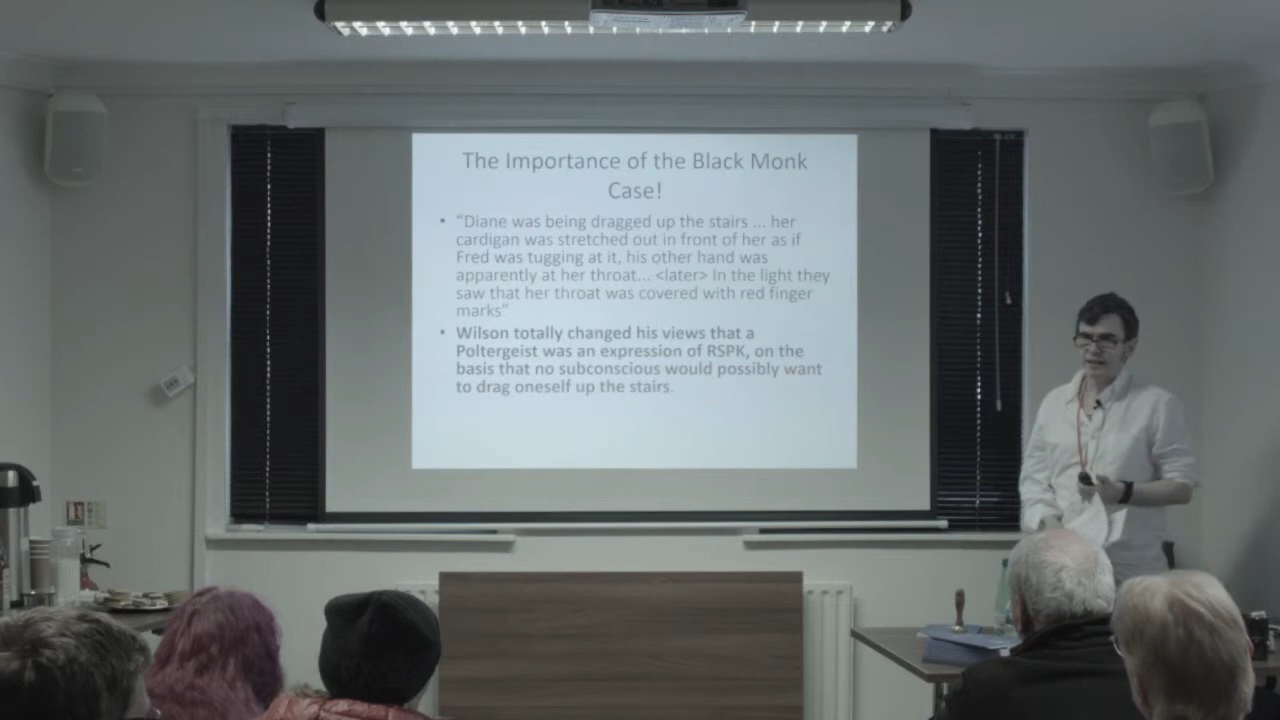 The Importance of the Black Monk
Case!
• “Diane was being dragged up the stairs ... her
cardigan was stretched out in front of her as if
Fred was tugging at it, his other hand was
apparently at her throat... <later> In the light they
saw that her throat was covered with red finger
marks”
• Wilson totally changed his views that a
Poltergeist was an expression of RSPK, on the
basis that no subconscious would possibly want
to drag oneself up the stairs.